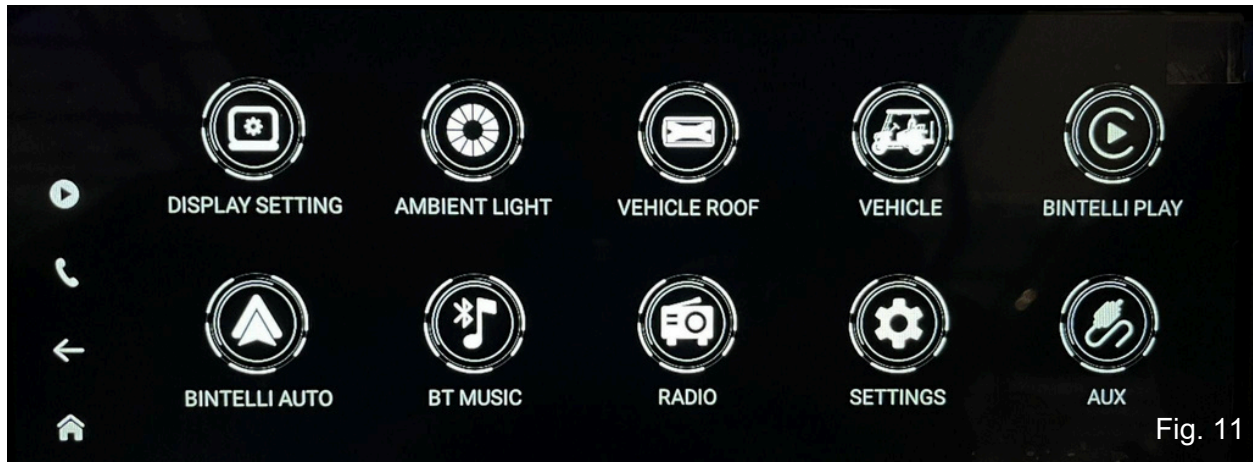 DISPLAY SETTING
AMBIENT LIGHT
VEHICLE ROOF
VEHICLE
BINTELLI PLAY
BINTELLI AUTO
BT MUSIC
RADIO
SETTINGS
AUX
Fig. 11